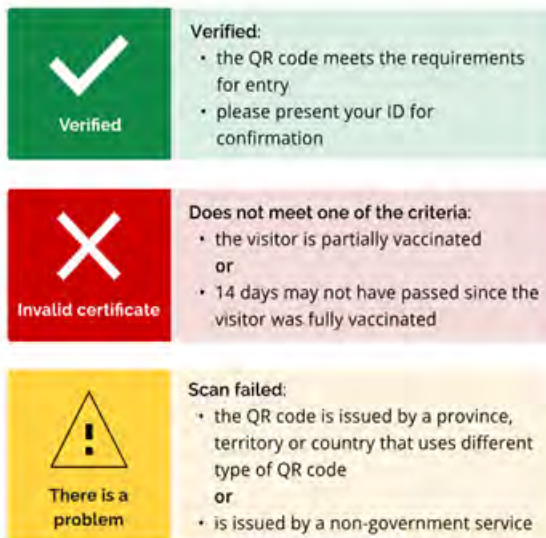 Verified
Verified:
• the QR code meets the requirements
for entry
• please present your ID for
confirmation
Invalid certificate
Does not meet one of the criteria:
• the visitor is partially vaccinated
or
• 14 days may not have passed since the
visitor was fully vaccinated
There is a
problem
Scan failed:
• the QR code is issued by a province,
territory or country that uses different
type of QR code
or
• is issued by a non-government service